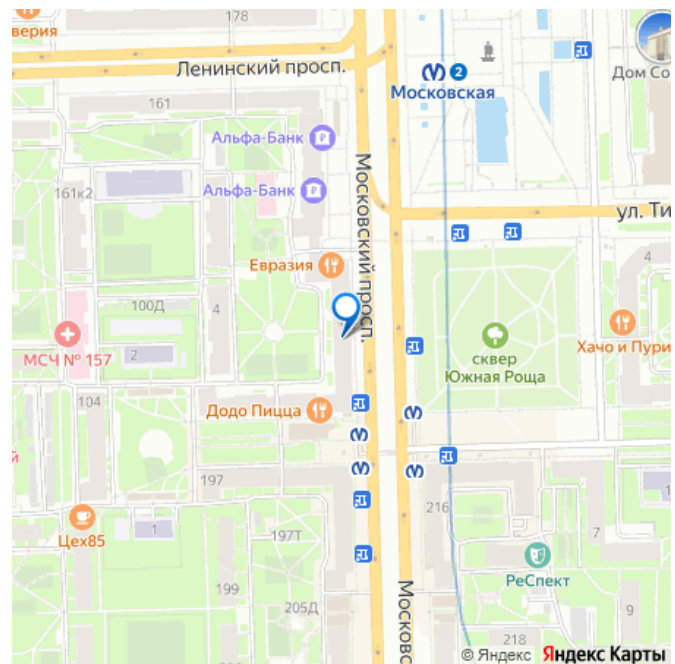 верия
178
Ленинский просп.
2
Московская
Дом Со
161
Альфа-Банк
Московский просп.
161к2
Альфа-Банк
ул. Ти
Евразия
4
100Д
4
МСЧ № 157
2
сквер
Южная Роща
Хачо и Пури
104
Додо Пицца
й
197
216
1
Цех85
1
197Т
7
РеСпект
199
205Д
Московс
9
218
© Яндекс Яндекс Карты